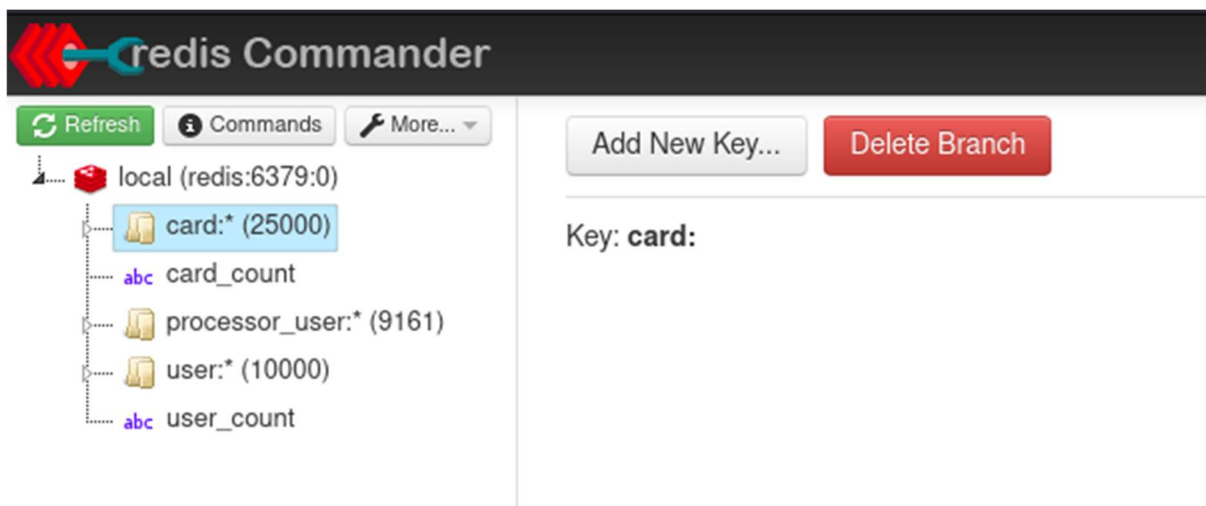 redis Commander
Refresh Commands More...
Add New Key... Delete Branch
local (redis:6379:0)
card:* (25000)
Key: card:
abc card_count
processor_user:* (9161)
user:* (10000)
abc user_count